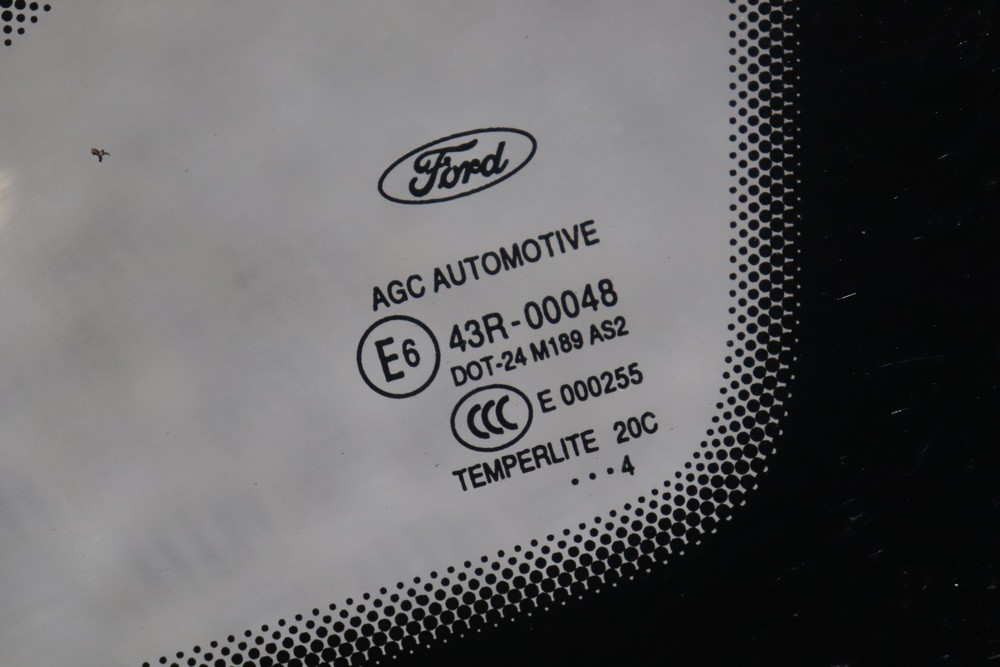 Ford
AGC AUTOMOTIVE
E6 43R-00048
DOT-24 M189 AS2
CCC E 000255
TEMPERLITE 20C
...4